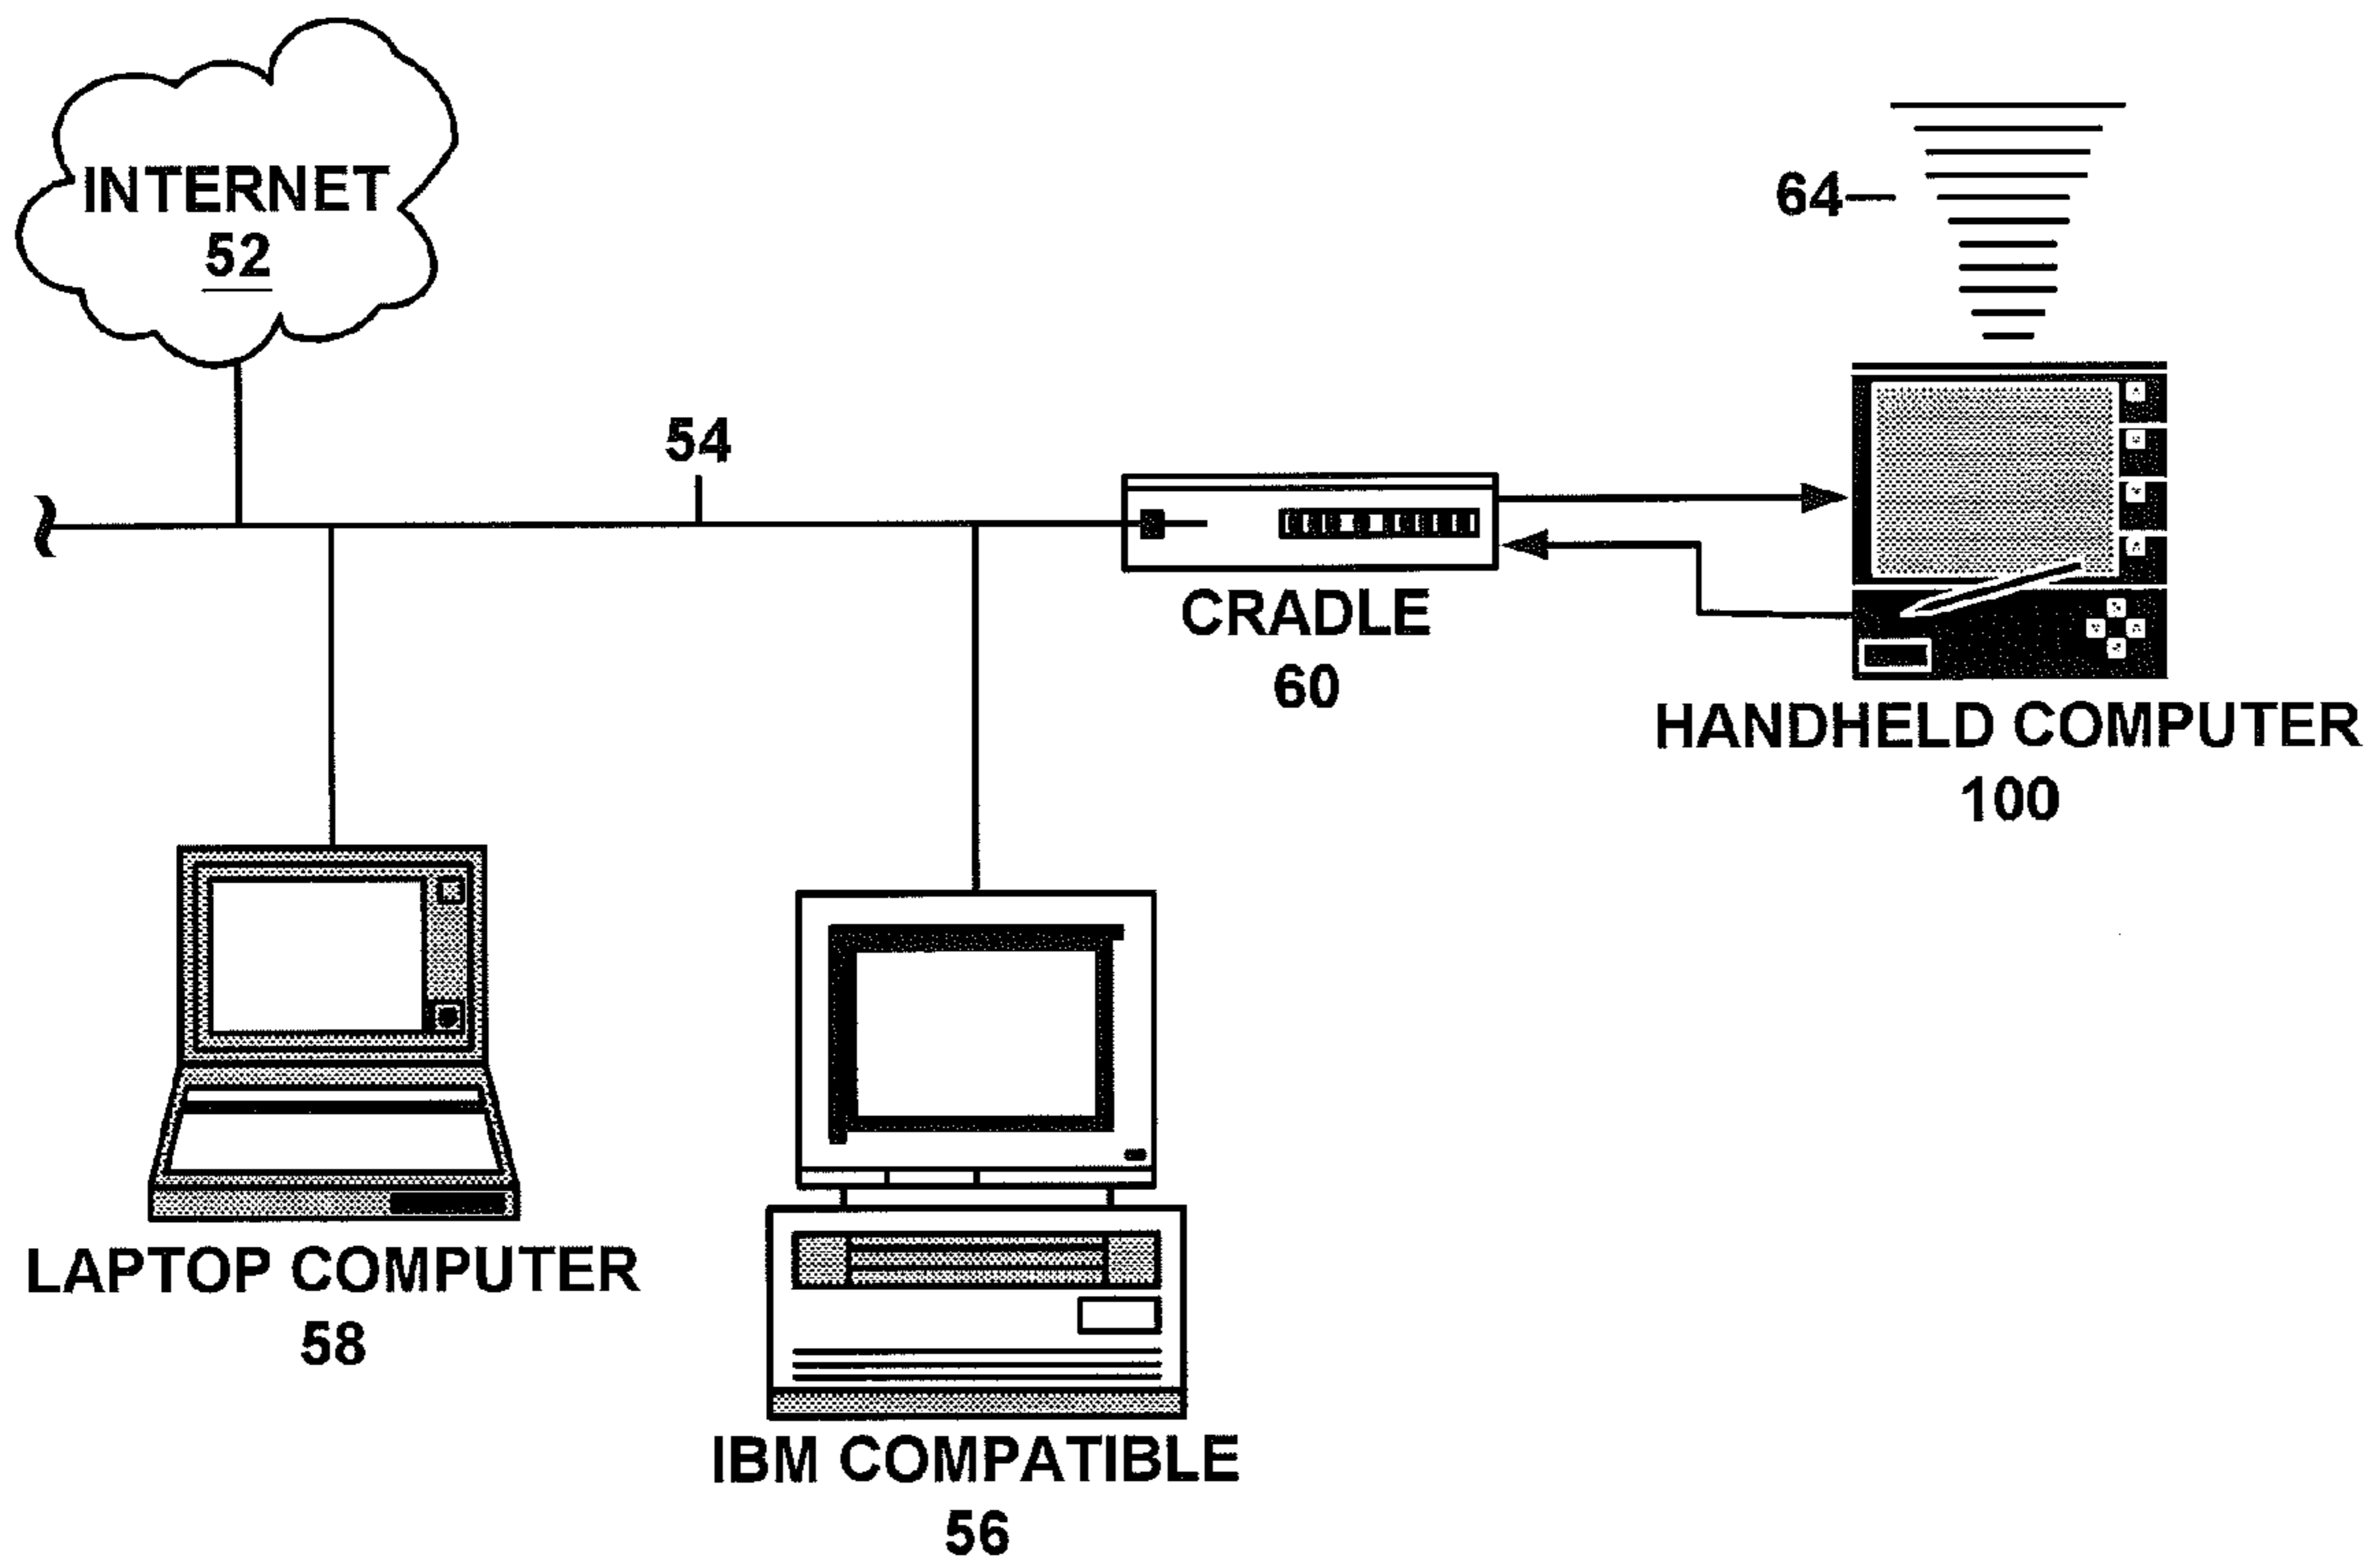 INTERNET
52
64
54
CRADLE
60
HANDHELD COMPUTER
100
LAPTOP COMPUTER
58
IBM COMPATIBLE
56